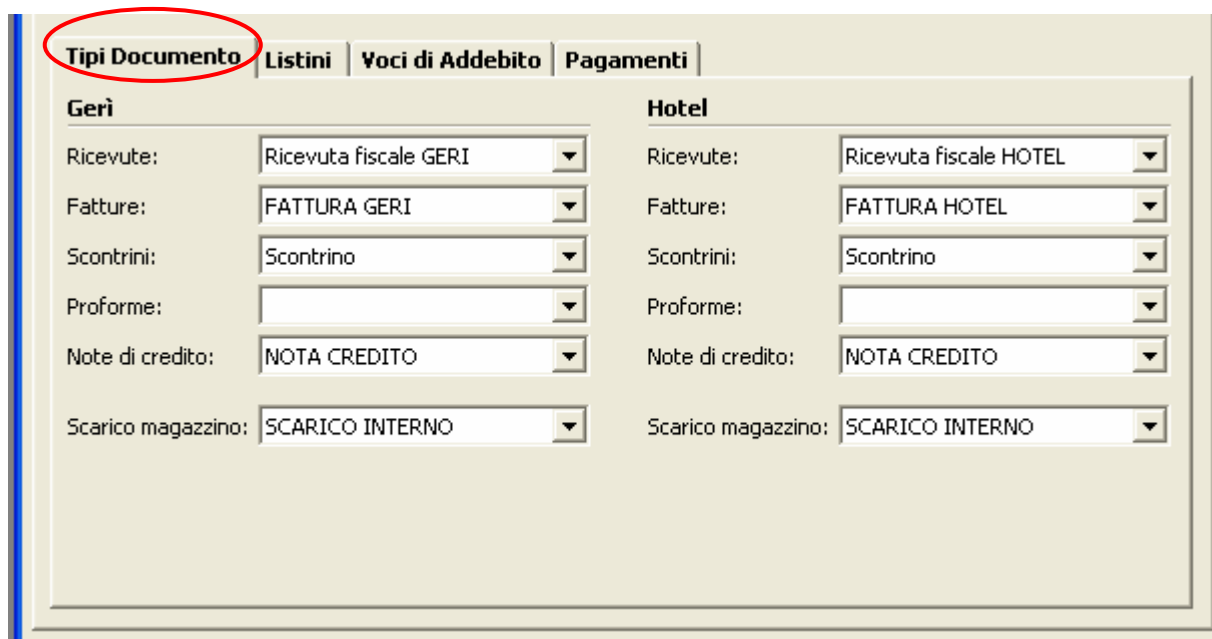 Tipi Documento Listini Voci di Addebito Pagamenti
Gerì Hotel
Ricevute: Ricevuta fiscale GERI Ricevute: Ricevuta fiscale HOTEL
Fatture: FATTURA GERI Fatture: FATTURA HOTEL
Scontrini: Scontrino Scontrini: Scontrino
Proforme: Proforme:
Note di credito: NOTA CREDITO Note di credito: NOTA CREDITO
Scarico magazzino: SCARICO INTERNO Scarico magazzino: SCARICO INTERNO